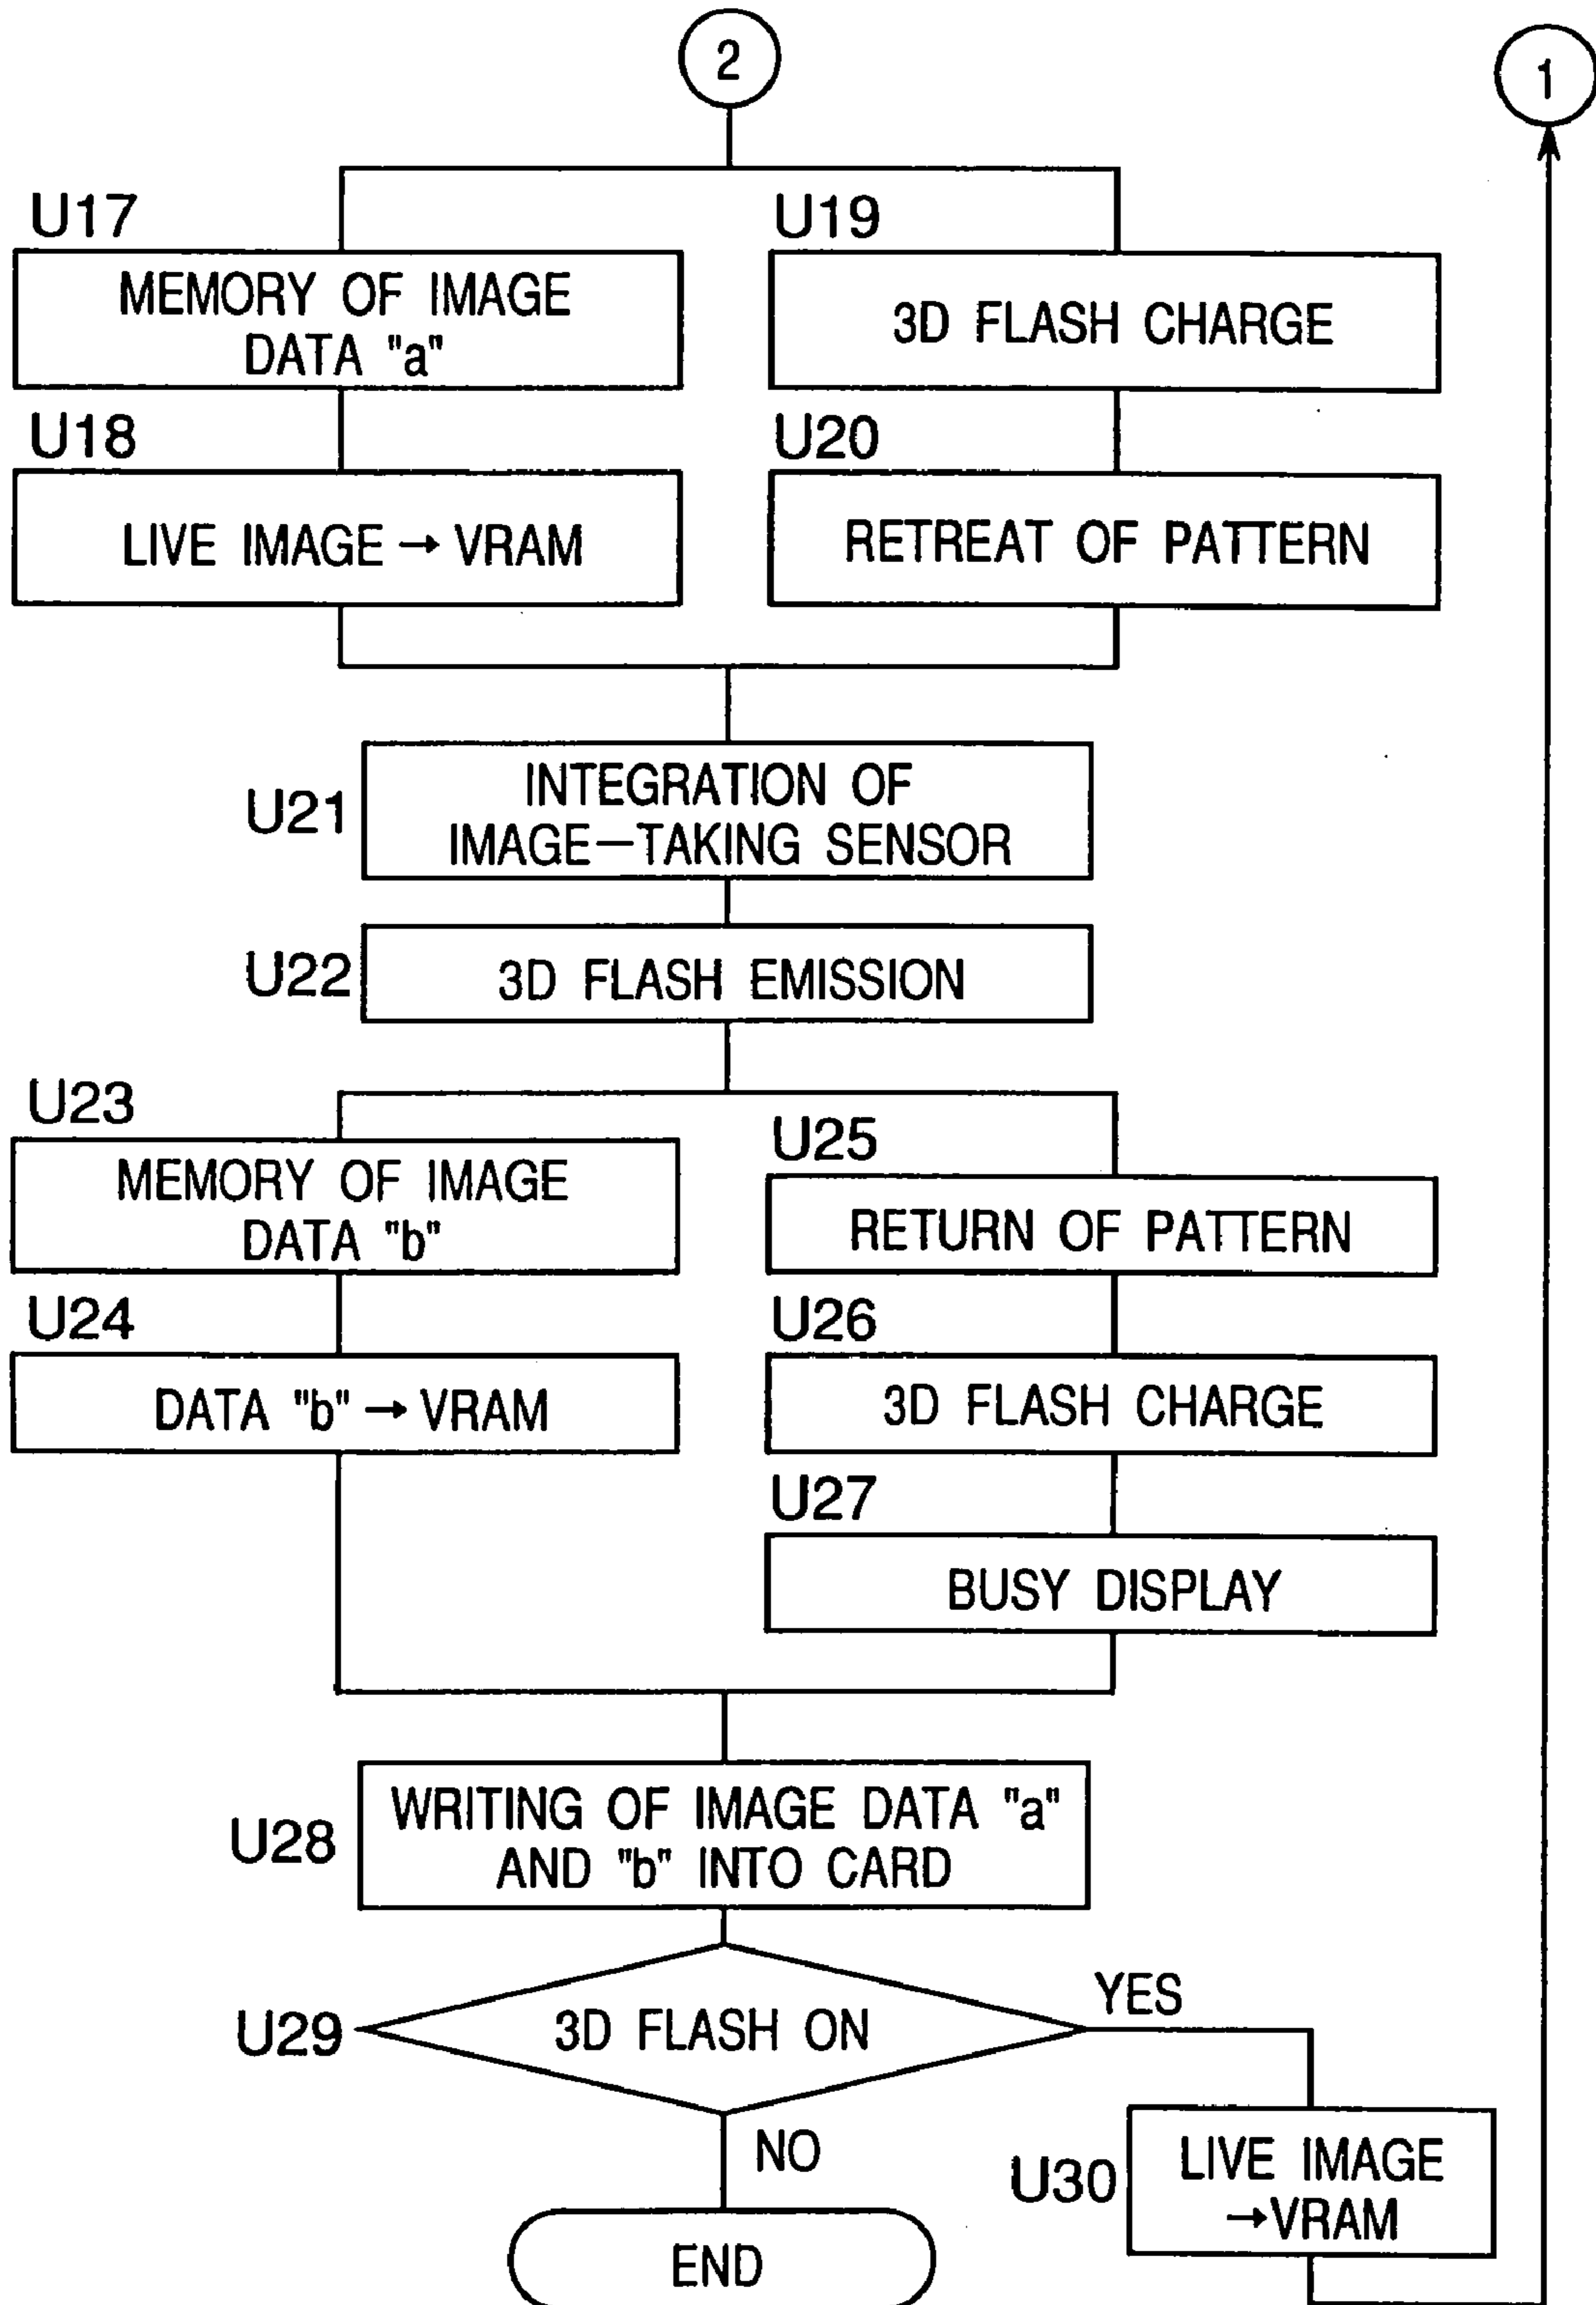 2
1
U17
MEMORY OF IMAGE
DATA "a"
U18
LIVE IMAGE → VRAM
U19
3D FLASH CHARGE
U20
RETREAT OF PATTERN
U21
INTEGRATION OF
IMAGE—TAKING SENSOR
U22
3D FLASH EMISSION
U23
MEMORY OF IMAGE
DATA "b"
U24
DATA "b" → VRAM
U25
RETURN OF PATTERN
U26
3D FLASH CHARGE
U27
BUSY DISPLAY
U28
WRITING OF IMAGE DATA "a"
AND "b" INTO CARD
U29
3D FLASH ON
YES
NO
U30
LIVE IMAGE
→VRAM
END